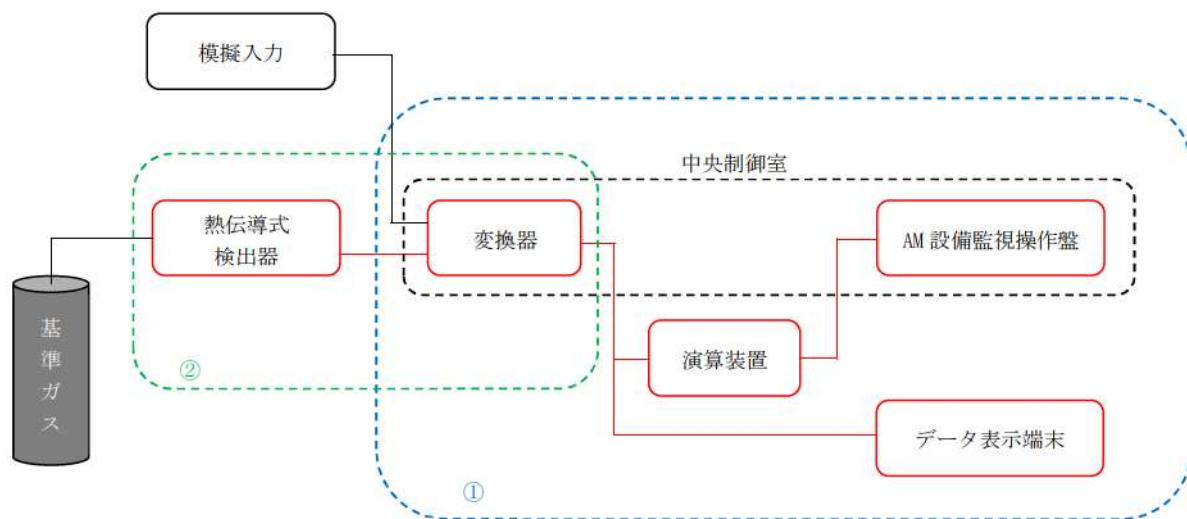 模擬入力
中央制御室
熱伝導式
検出器
変換器
AM 設備監視操作盤
基準ガス
②
演算装置
データ表示端末
①